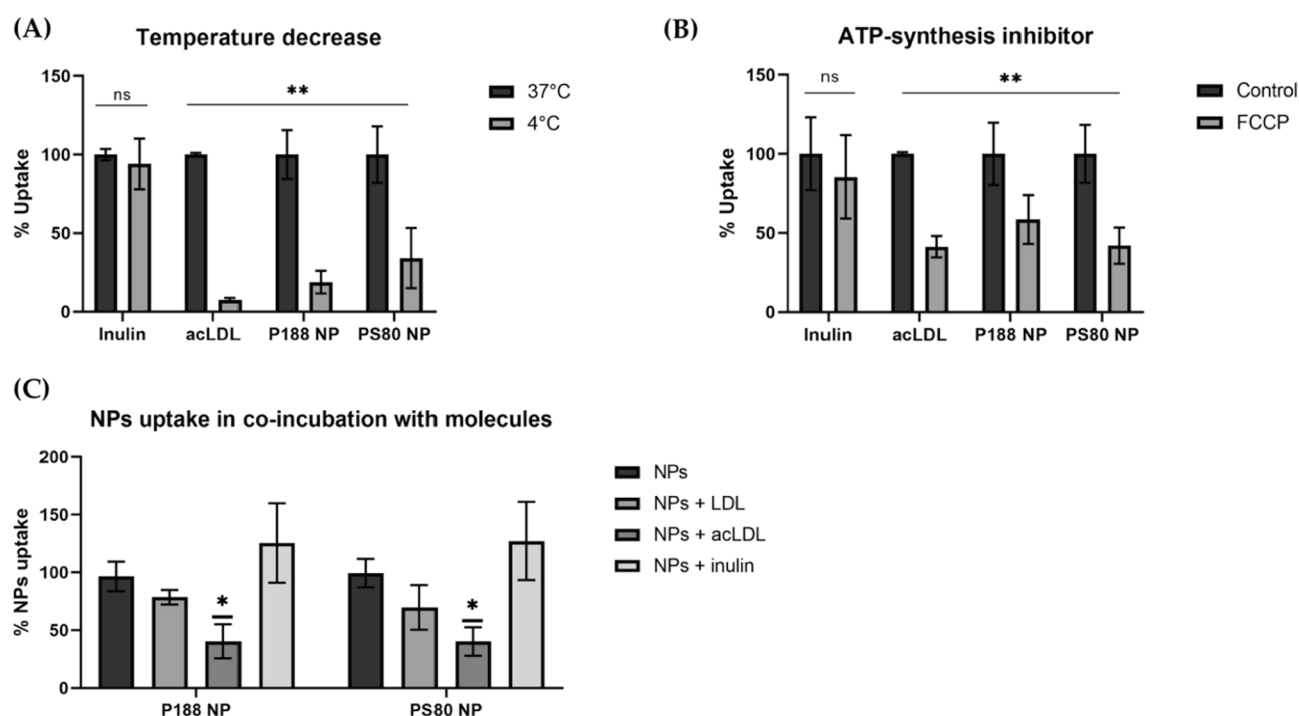 (A)
Temperature decrease
% Uptake
150
100
50
0
ns
**
37°C
4°C
Inulin
acLDL
P188 NP
PS80 NP
(B)
ATP-synthesis inhibitor
% Uptake
150
100
50
0
ns
**
Control
FCCP
Inulin
acLDL
P188 NP
PS80 NP
(C)
NPs uptake in co-incubation with molecules
% NPs uptake
200
150
100
50
0
*
*
NPs
NPs + LDL
NPs + acLDL
NPs + inulin
P188 NP
PS80 NP